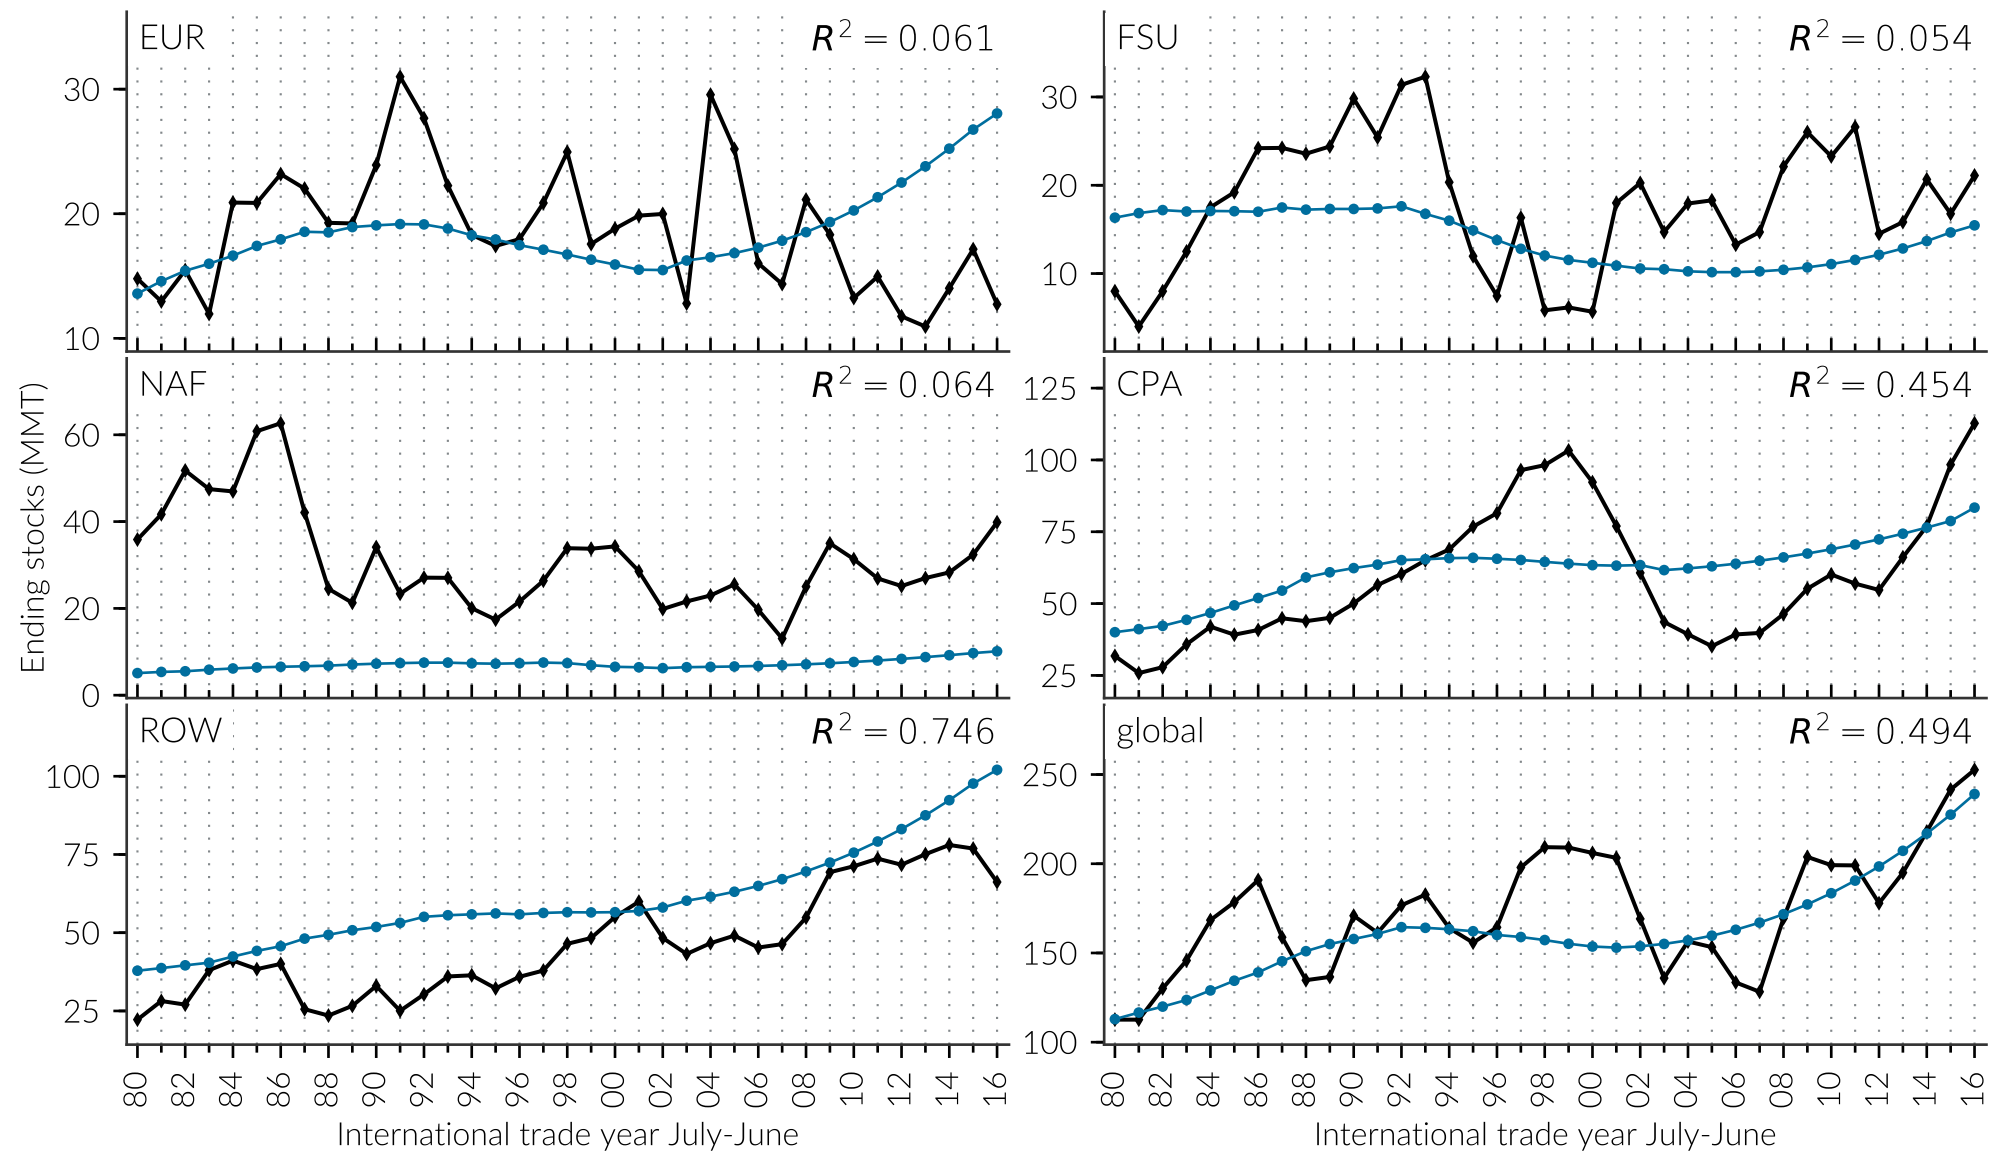 EUR
R² = 0.061
30
20
10
FSU
R² = 0.054
30
20
10
NAF
R² = 0.064
60
40
20
0
CPA
R² = 0.454
125
100
75
50
25
ROW
R² = 0.746
100
75
50
25
global
R² = 0.494
250
200
150
100
Ending stocks (MMT)
80 82 84 86 88 90 92 94 96 98 00 02 04 06 08 10 12 14 16
International trade year July-June
80 82 84 86 88 90 92 94 96 98 00 02 04 06 08 10 12 14 16
International trade year July-June